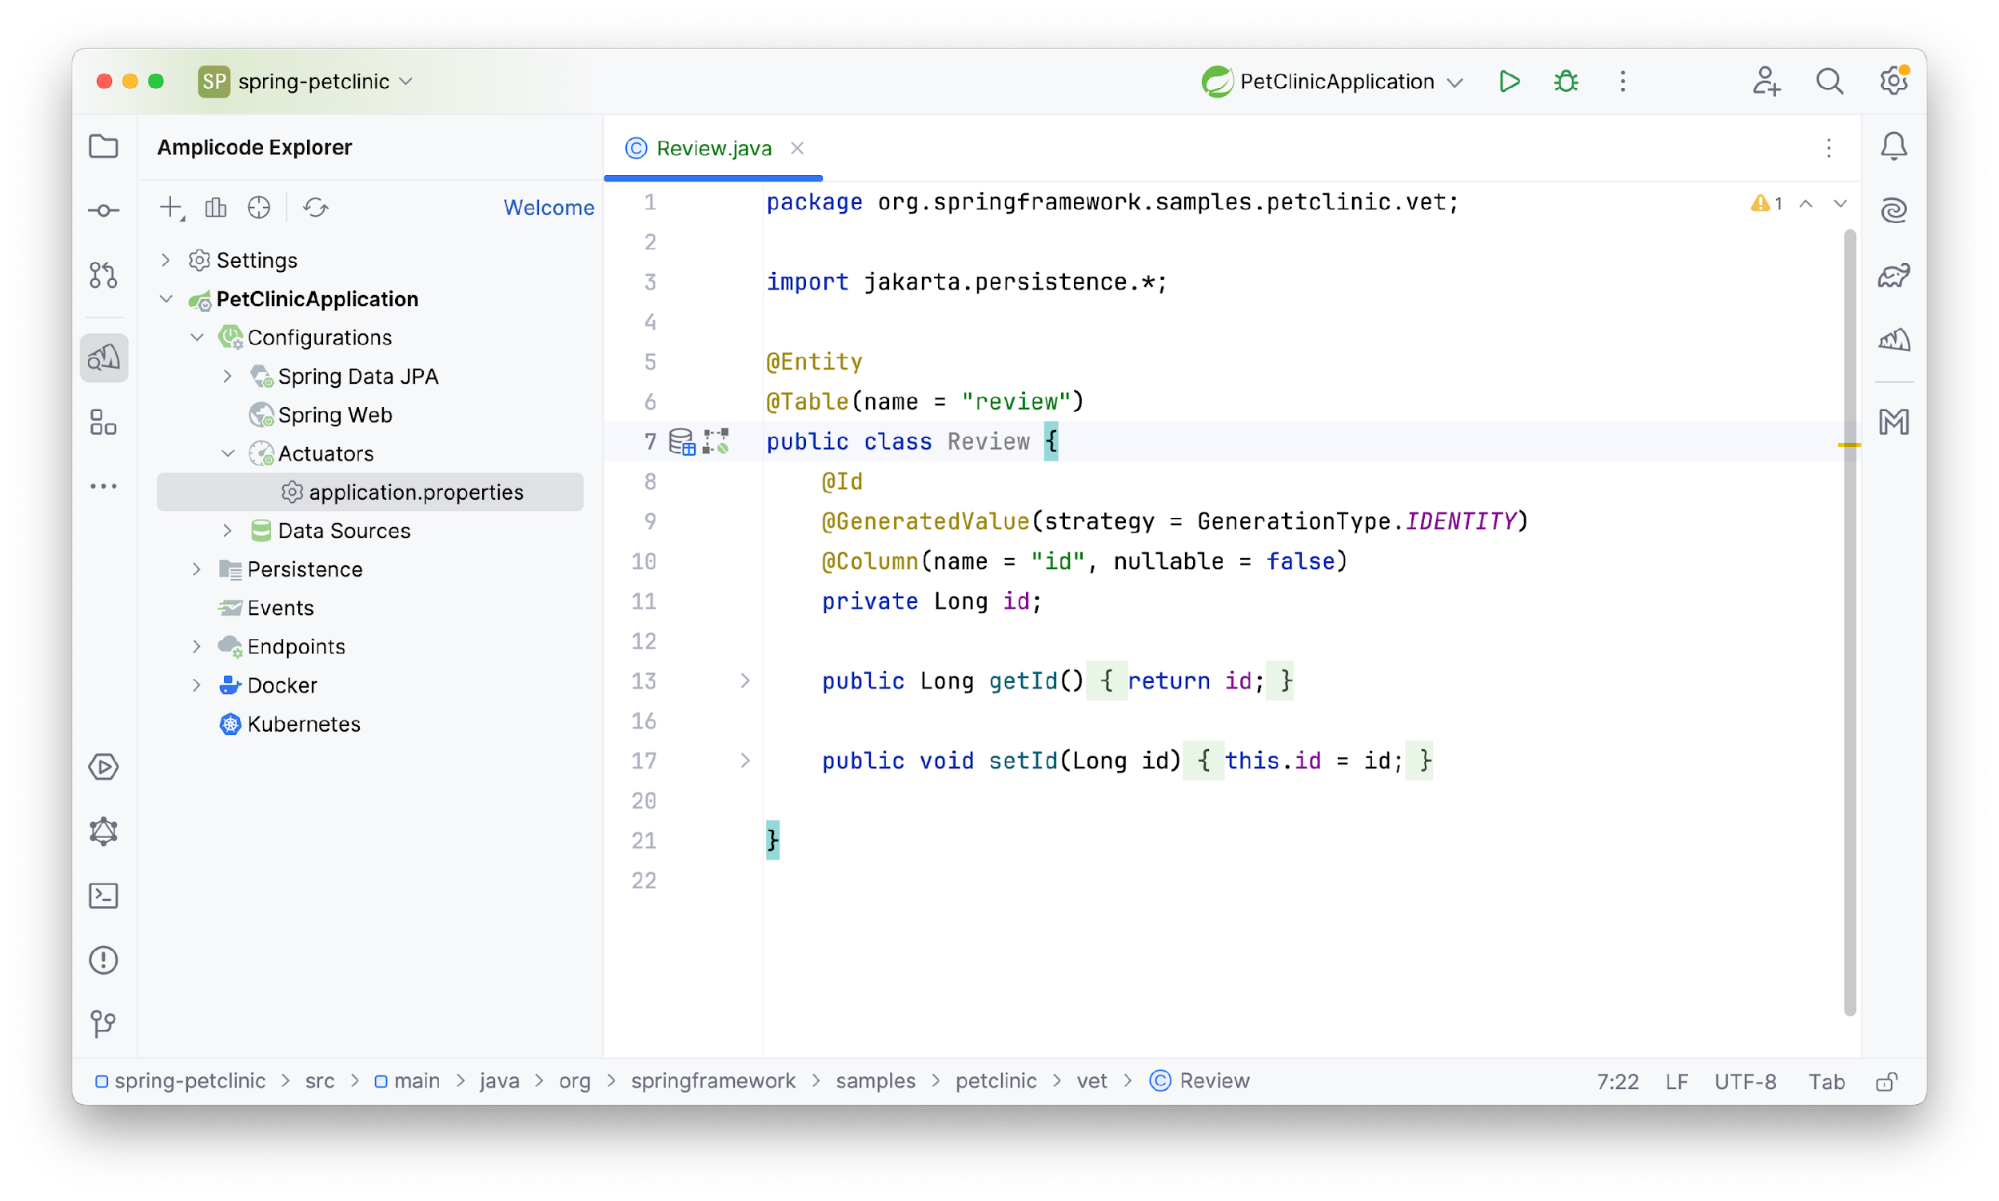 SP spring-petclinic
PetClinicApplication
Amplicode Explorer
Welcome
Settings
PetClinicApplication
Configurations
Spring Data JPA
Spring Web
Actuators
application.properties
Data Sources
Persistence
Events
Endpoints
Docker
Kubernetes
Review.java
1
1 package org.springframework.samples.petclinic.vet;
2
3 import jakarta.persistence.*;
4
5 @Entity
6 @Table(name = "review")
7 public class Review {
8 @Id
9 @GeneratedValue(strategy = GenerationType.IDENTITY)
10 @Column(name = "id", nullable = false)
11 private Long id;
12
13 public Long getId() { return id; }
16
17 public void setId(Long id) { this.id = id; }
20
21 }
22
spring-petclinic > src > main > java > org > springframework > samples > petclinic > vet > Review
7:22 LF UTF-8 Tab